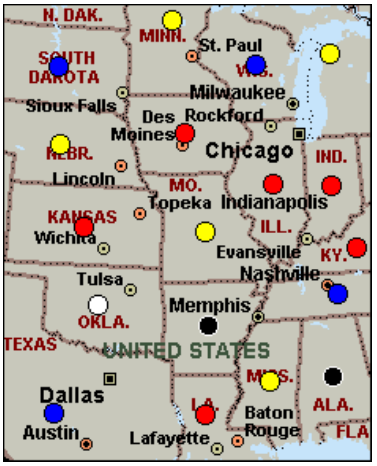 N. DAK.
MINN.
St. Paul
SOUTH
DAKOTA
Sioux Falls
Milwaukee
Des
Moines
Rockford
Chicago
NEBR.
Lincoln
IND.
MO.
Topeka
Indianapolis
KANSAS
Wichita
ILL.
Evansville
KY.
Nashville
Tulsa
OKLA.
Memphis
TEXAS
UNITED STATES
Dallas
MISS.
LA.
ALA.
Baton
Rouge
Austin
Lafayette
FLA